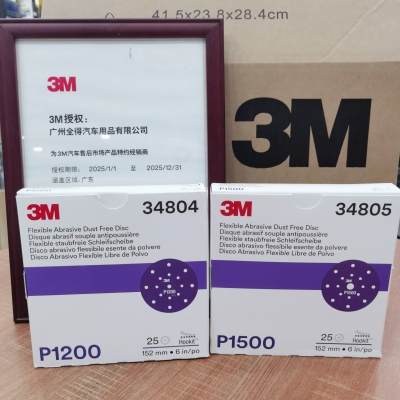 41.5x23.8x28.4cm
3M
3M
3M授权：
广州全得汽车用品有限公司
为3M汽车售后市场产品特约经销商
授权期限： 2025/1/1 至 2025/12/31
涵盖区域: 广东
P1200
3M 34804
Flexible Abrasive Dust Free Disc
Disque abrasif souple antipoussière
Flexible staubfreie Schleifscheibe
Disco abrasivo flessibile esente da polvere
Disco Abrasivo Flexible Libre de Polvo
P1200
25
Hookit
152 mm • 6 in/po
P1500
3M 34805
Flexible Abrasive Dust Free Disc
Disque abrasif souple antipoussière
Flexible staubfreie Schleifscheibe
Disco abrasivo flessibile esente da polvere
Disco Abrasivo Flexible Libre de Polvo
P1500
25
Hookit
152 mm • 6 in/po